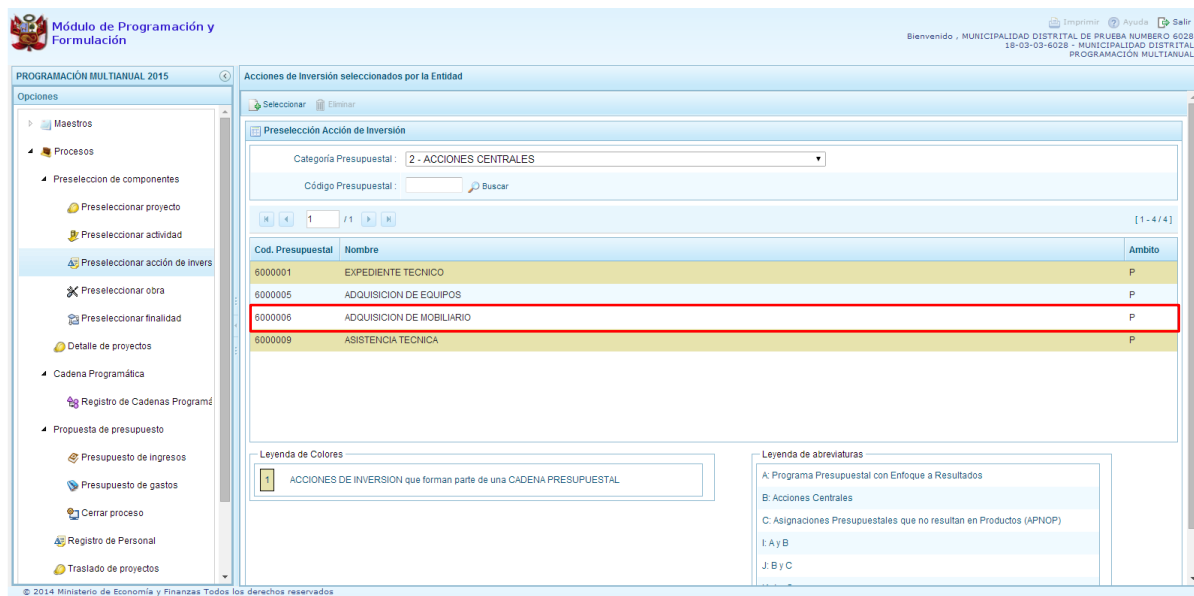 Módulo de Programación y
Formulación
Imprimir Ayuda Salir
Bienvenido , MUNICIPALIDAD DISTRITAL DE PRUEBA NUMBERO 6028
18-03-03-6028 - MUNICIPALIDAD DISTRITAL
PROGRAMACIÓN MULTIANUAL
PROGRAMACIÓN MULTIANUAL 2015
Opciones
Maestros
Procesos
Preseleccion de componentes
Preseleccionar proyecto
Preseleccionar actividad
Preseleccionar acción de invers
Preseleccionar obra
Preseleccionar finalidad
Detalle de proyectos
Cadena Programática
Registro de Cadenas Programá
Propuesta de presupuesto
Presupuesto de ingresos
Presupuesto de gastos
Cerrar proceso
Registro de Personal
Traslado de proyectos
Acciones de Inversión seleccionados por la Entidad
Seleccionar Eliminar
Preselección Acción de Inversión
Categoría Presupuestal : 2 - ACCIONES CENTRALES
Código Presupuestal : Buscar
1 / 1 [ 1 - 4 / 4 ]
Cod. Presupuestal Nombre Ambito
6000001 EXPEDIENTE TECNICO P
6000005 ADQUISICION DE EQUIPOS P
6000006 ADQUISICION DE MOBILIARIO P
6000009 ASISTENCIA TECNICA P
Leyenda de Colores
1 ACCIONES DE INVERSION que forman parte de una CADENA PRESUPUESTAL
Leyenda de abreviaturas
A: Programa Presupuestal con Enfoque a Resultados
B: Acciones Centrales
C: Asignaciones Presupuestales que no resultan en Productos (APNOP)
I: A y B
J: B y C
© 2014 Ministerio de Economía y Finanzas Todos los derechos reservados